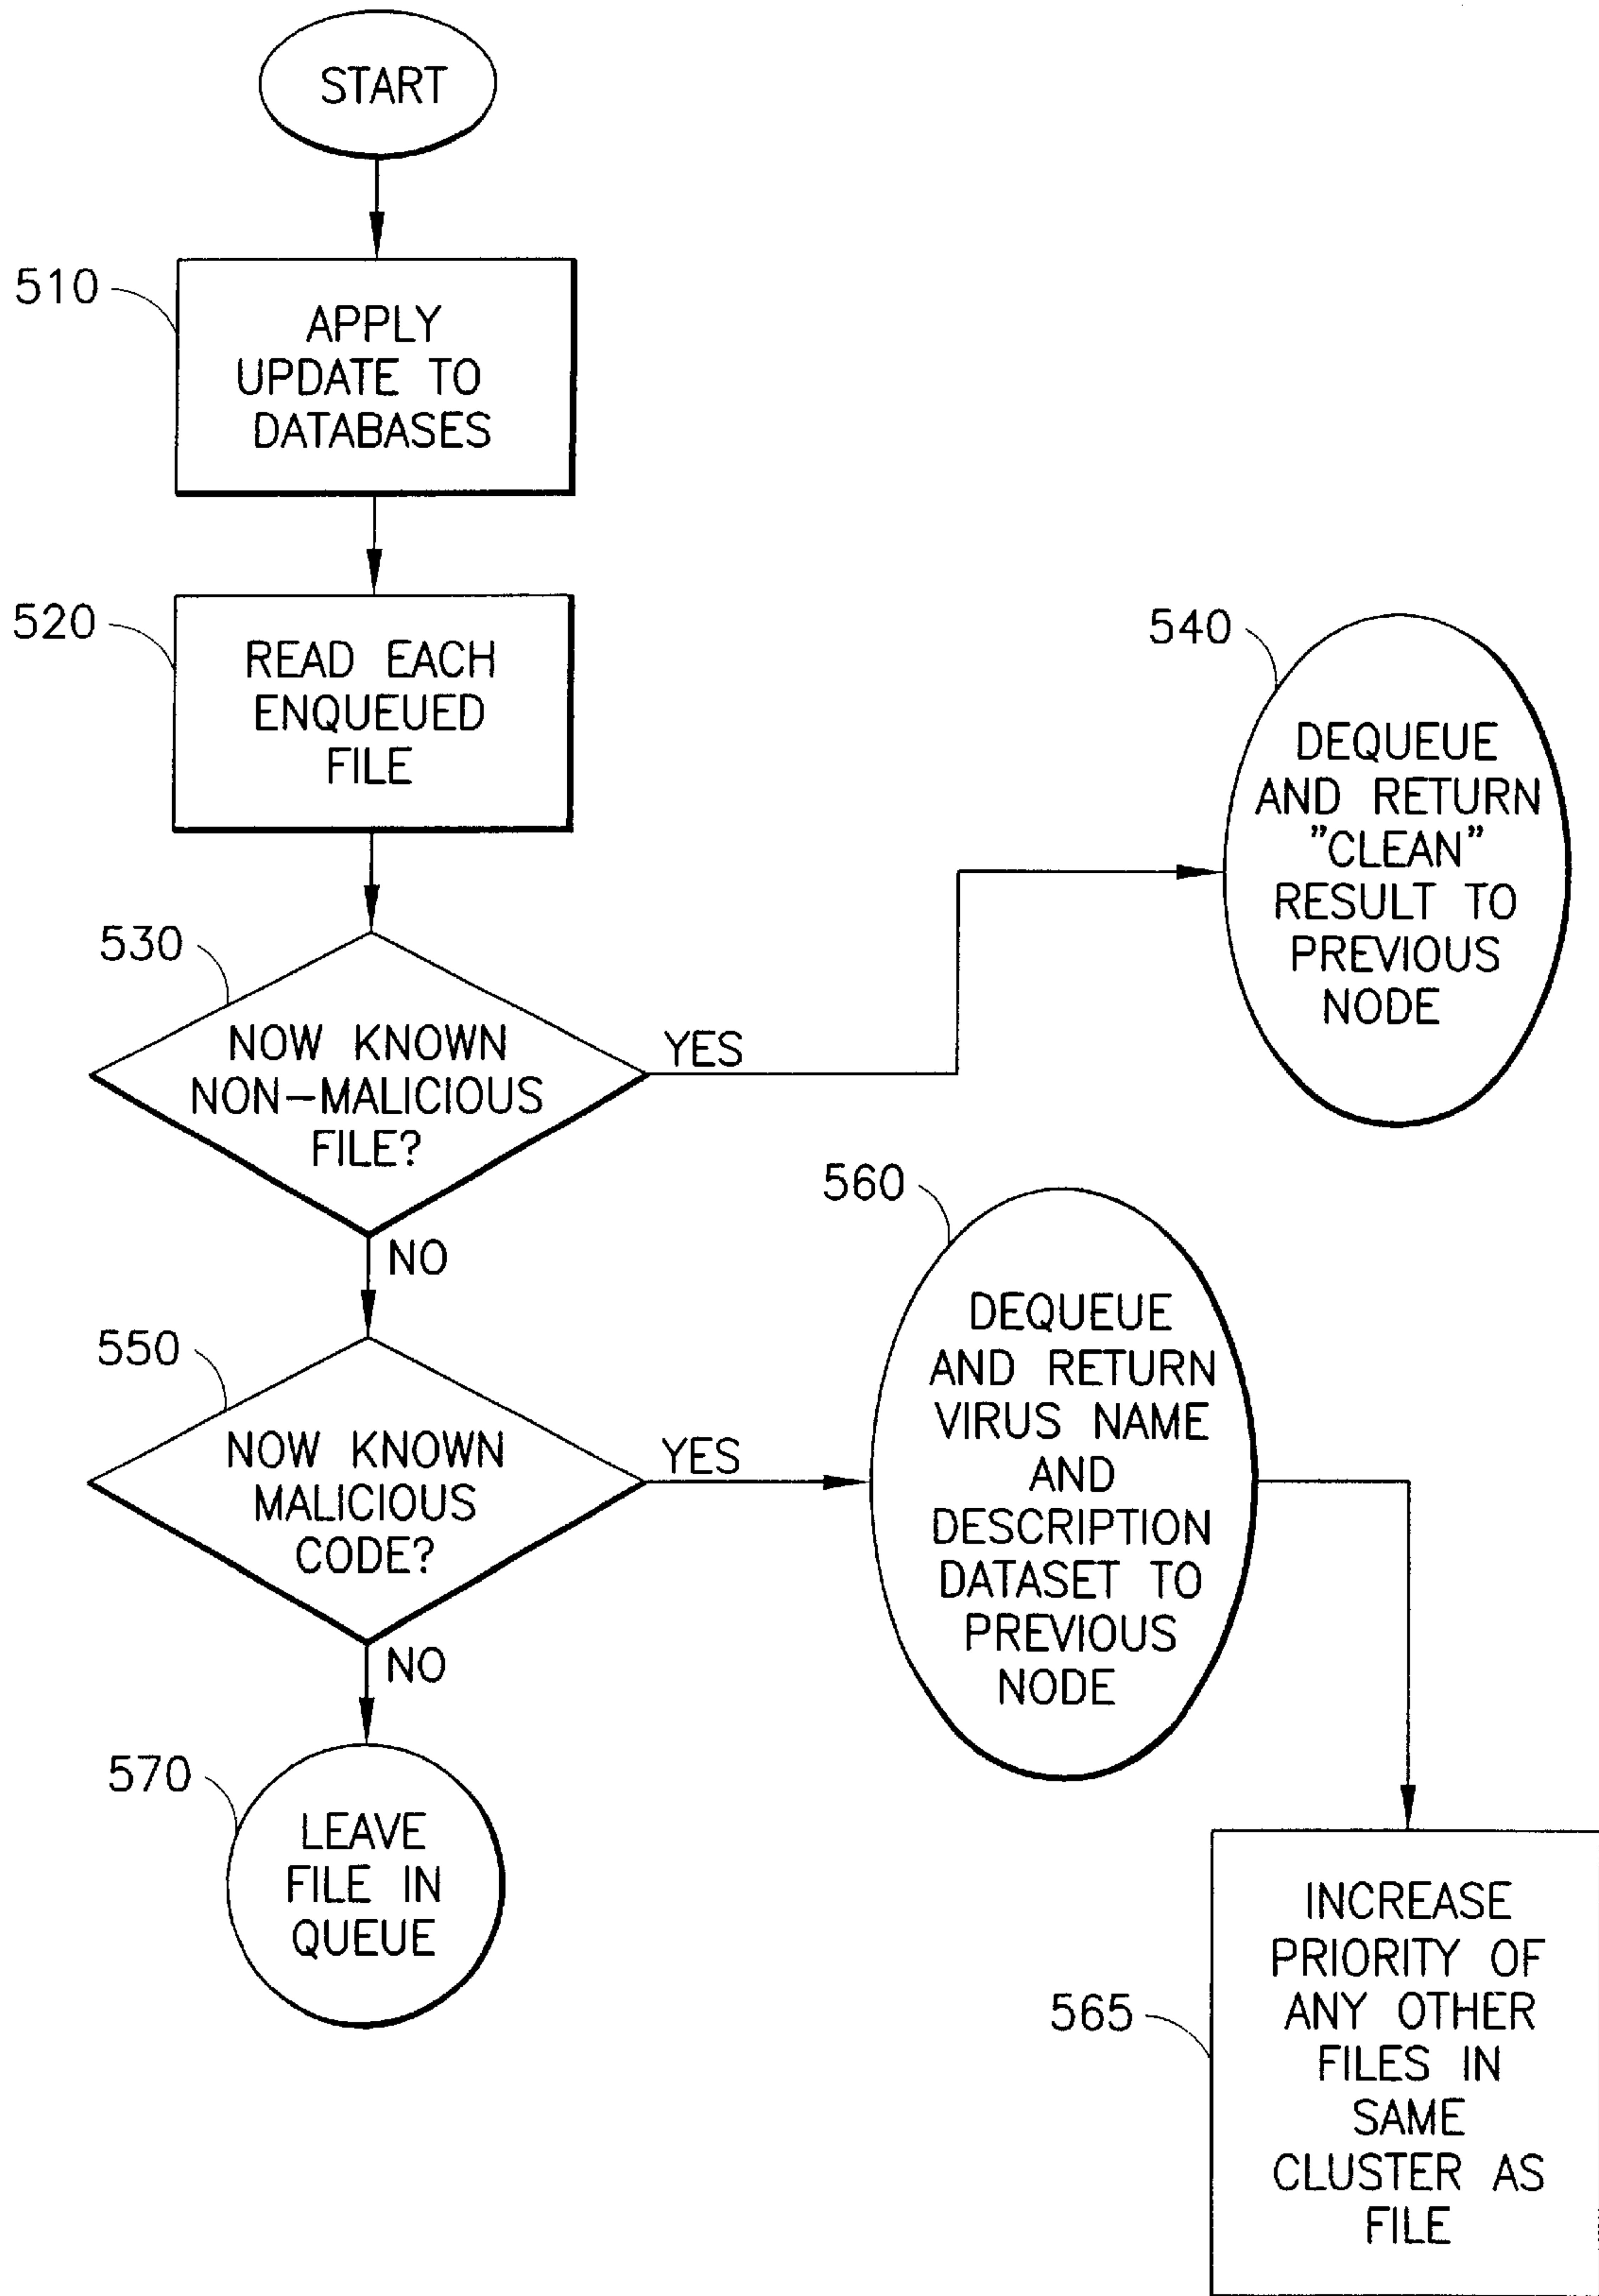 START
510
APPLY
UPDATE TO
DATABASES
520
READ EACH
ENQUEUED
FILE
530
NOW KNOWN
NON-MALICIOUS
FILE?
YES
540
DEQUEUE
AND RETURN
"CLEAN"
RESULT TO
PREVIOUS
NODE
NO
550
NOW KNOWN
MALICIOUS
CODE?
YES
560
DEQUEUE
AND RETURN
VIRUS NAME
AND
DESCRIPTION
DATASET TO
PREVIOUS
NODE
NO
570
LEAVE
FILE IN
QUEUE
565
INCREASE
PRIORITY OF
ANY OTHER
FILES IN
SAME
CLUSTER AS
FILE